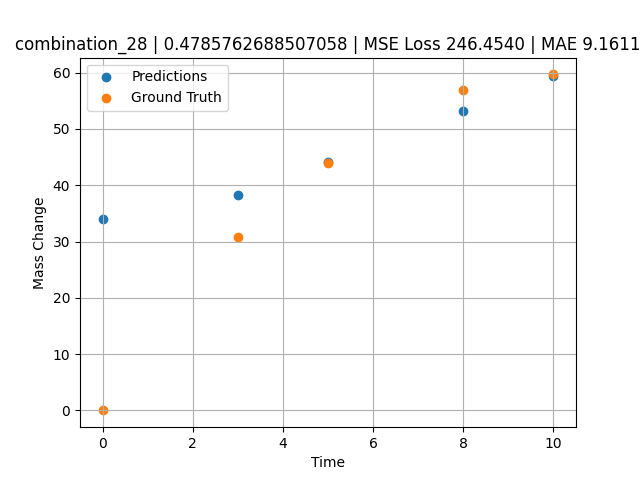 combination_28 | 0.4785762688507058 | MSE Loss 246.4540 | MAE 9.1611
Predictions
Ground Truth
60
50
40
30
20
10
0
Mass Change
0 2 4 6 8 10
Time